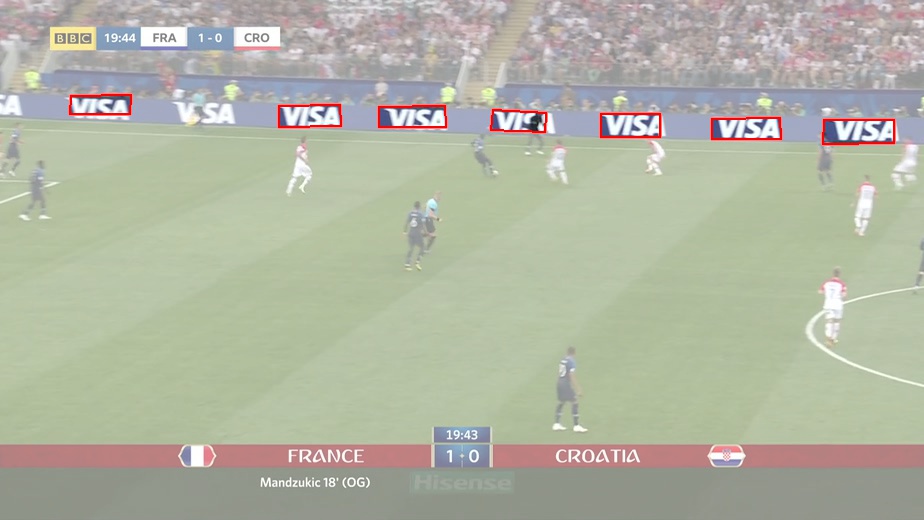 BBC 19:44 FRA 1 - 0 CRO
VISA VISA VISA VISA VISA VISA VISA VISA
19:43
FRANCE 1 - 0 CROATIA
Mandzukic 18' (OG) Hisense